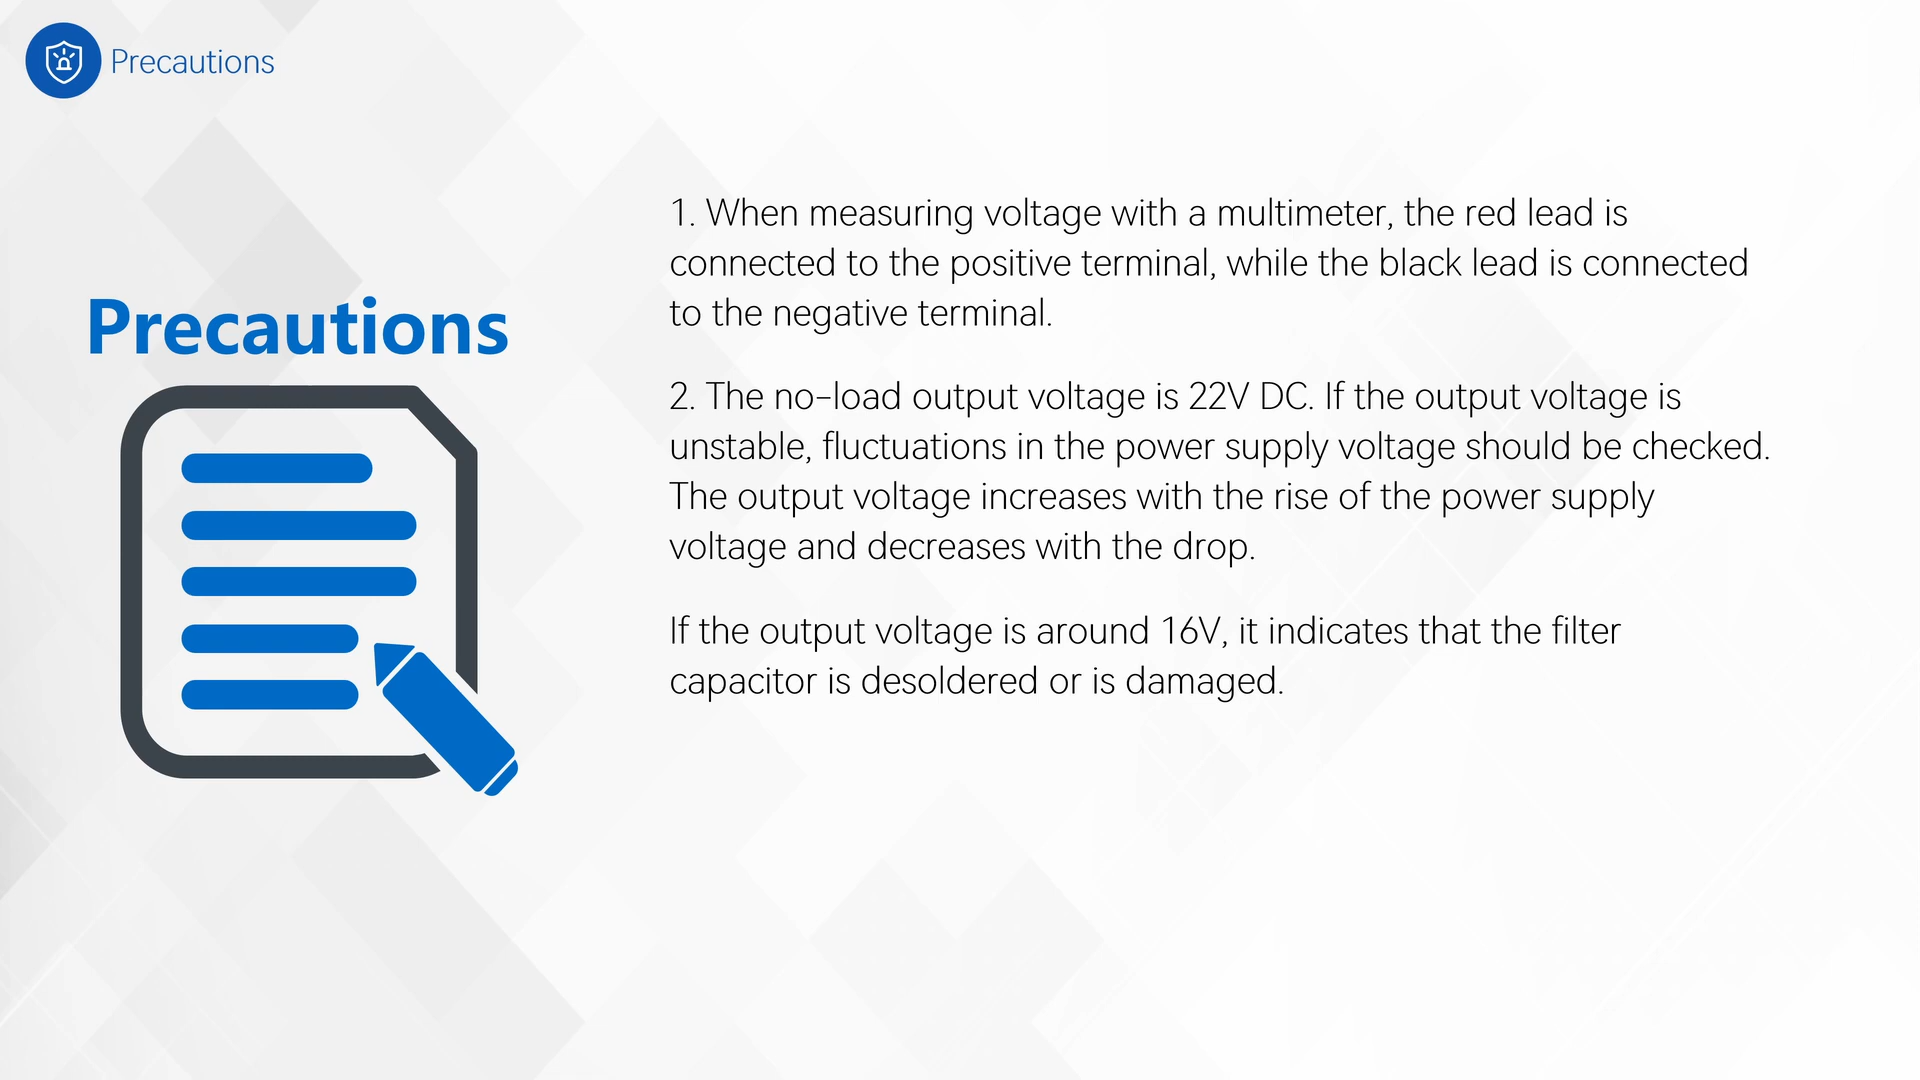 Precautions
Precautions
1. When measuring voltage with a multimeter, the red lead is
connected to the positive terminal, while the black lead is connected
to the negative terminal.
2. The no-load output voltage is 22V DC. If the output voltage is
unstable, fluctuations in the power supply voltage should be checked.
The output voltage increases with the rise of the power supply
voltage and decreases with the drop.
If the output voltage is around 16V, it indicates that the filter
capacitor is desoldered or is damaged.